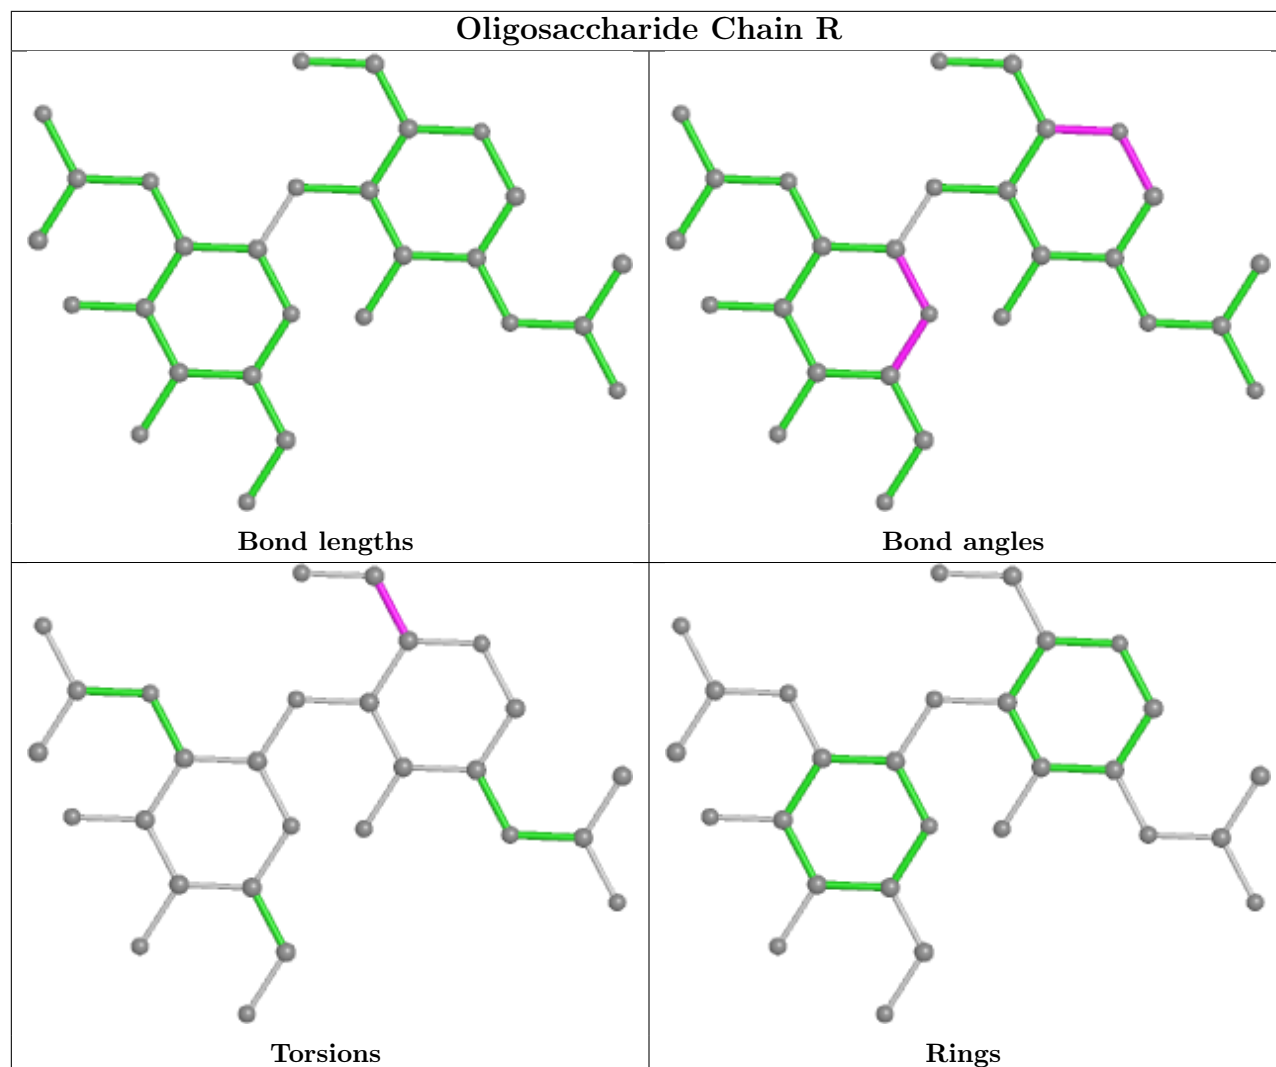 Oligosaccharide Chain R
Bond lengths
Bond angles
Torsions
Rings